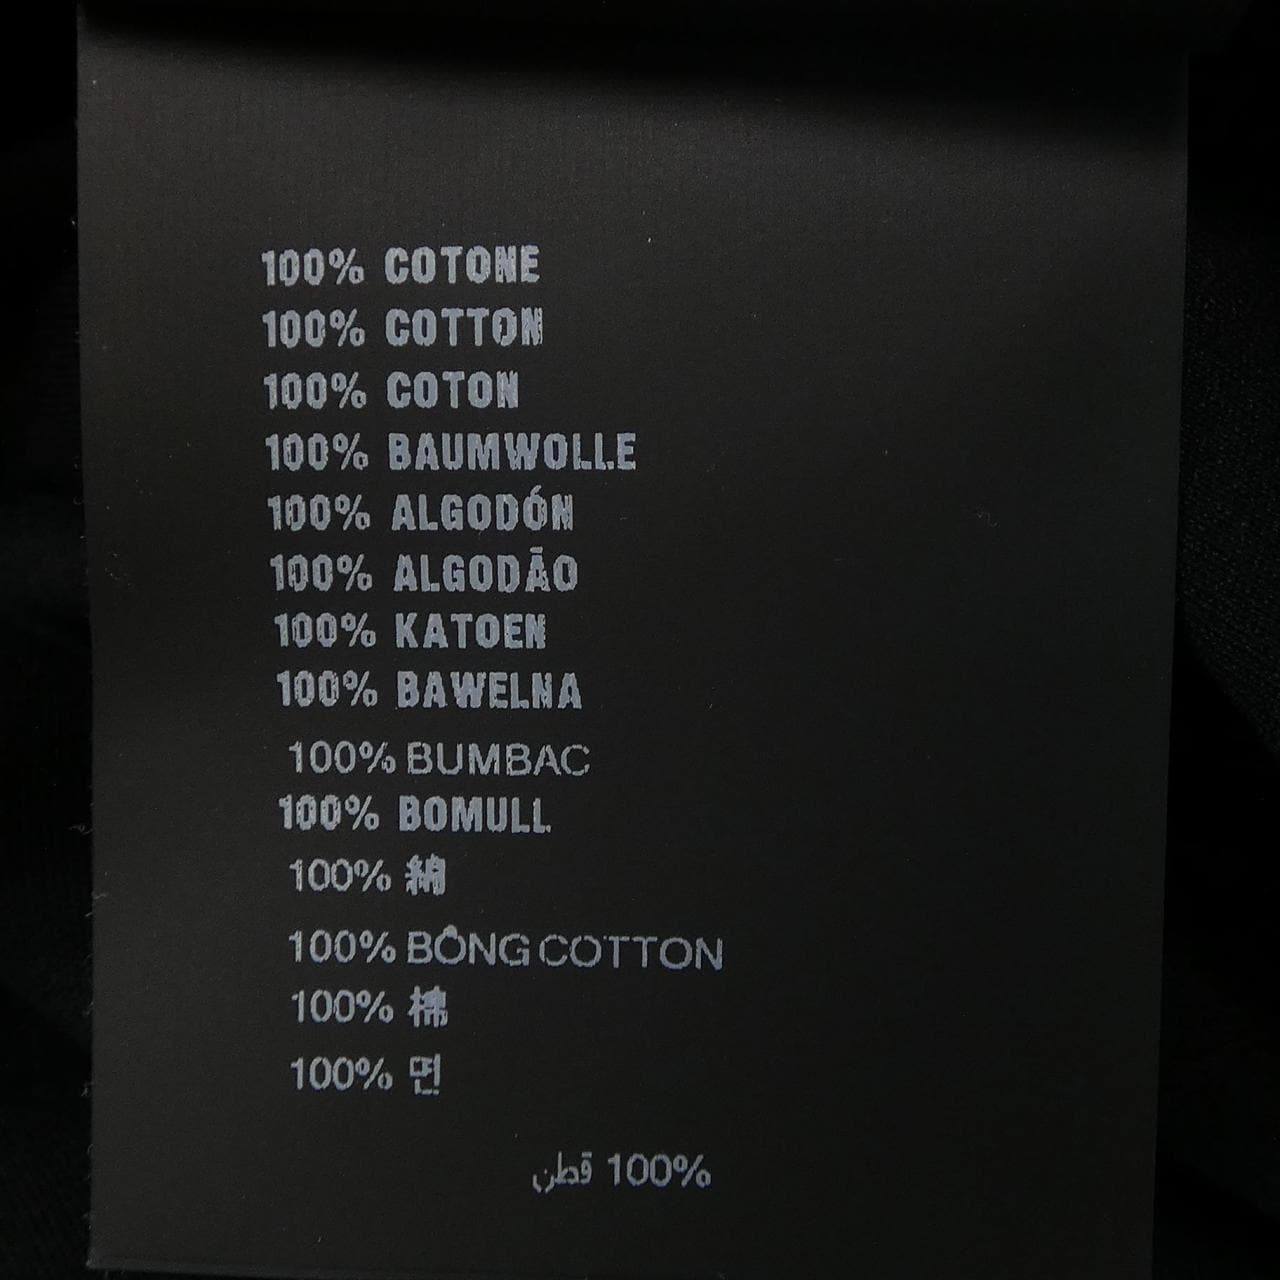 100% COTONE
100% COTTON
100% COTON
100% BAUMWOLLE
100% ALGODÓN
100% ALGODÃO
100% KATOEN
100% BAWELNA
100% BUMBAC
100% BOMULL
100% 綿
100% BÔNG COTTON
100% 棉
100% 면
100% قطن